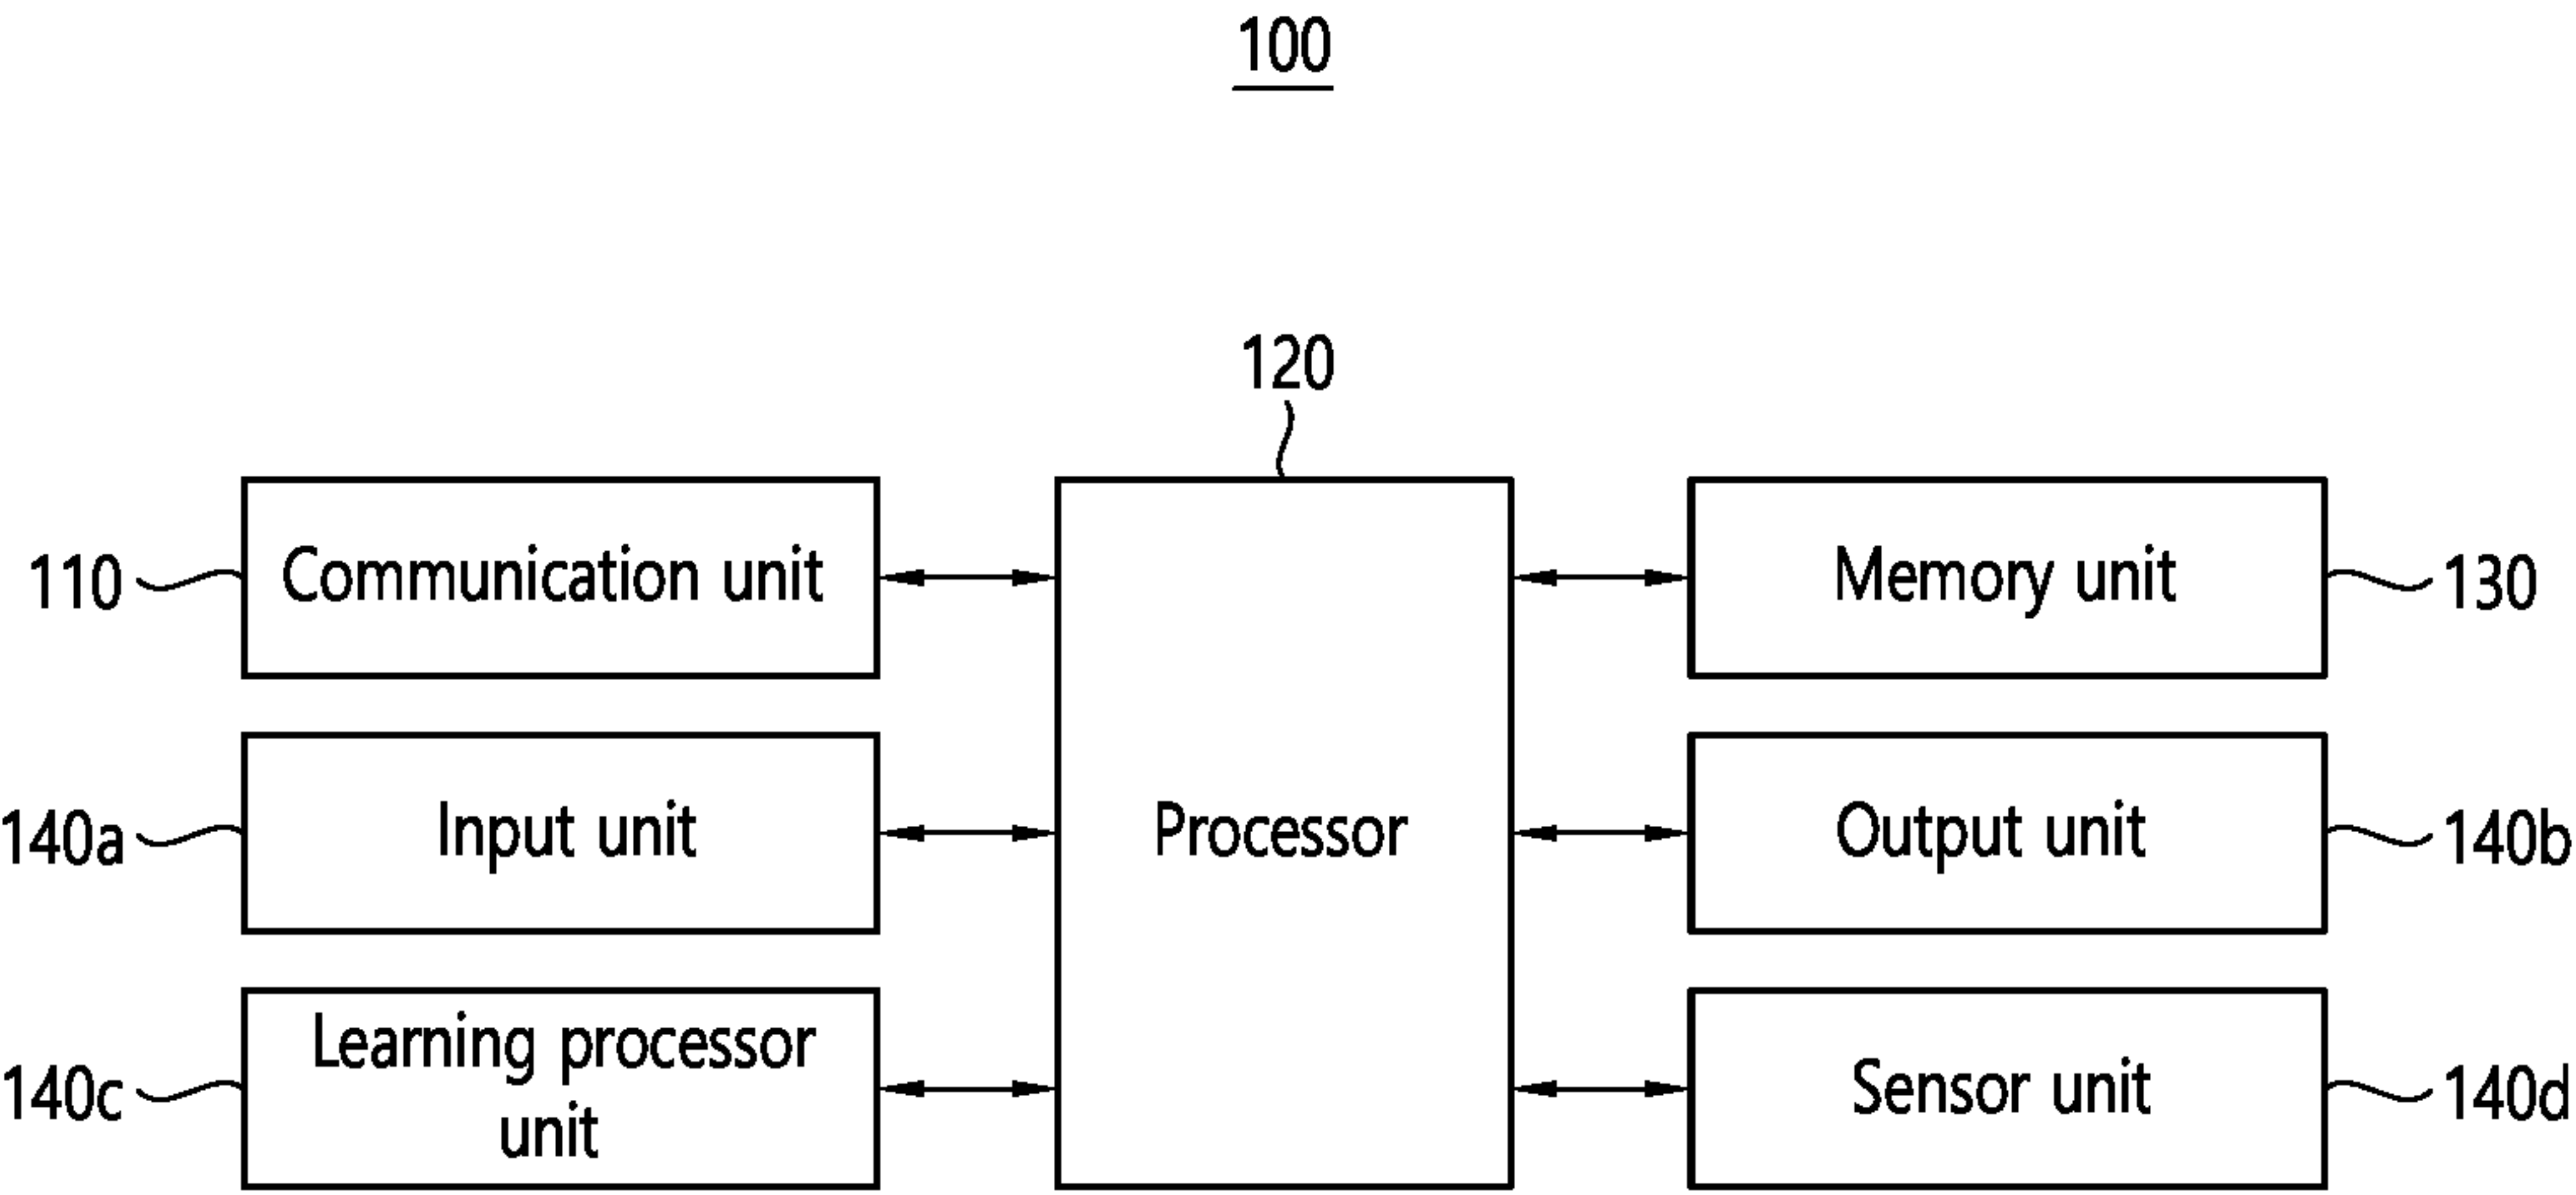 100
120
110
Communication unit
Memory unit
130
140a
Input unit
Processor
Output unit
140b
140c
Learning processor
unit
Sensor unit
140d